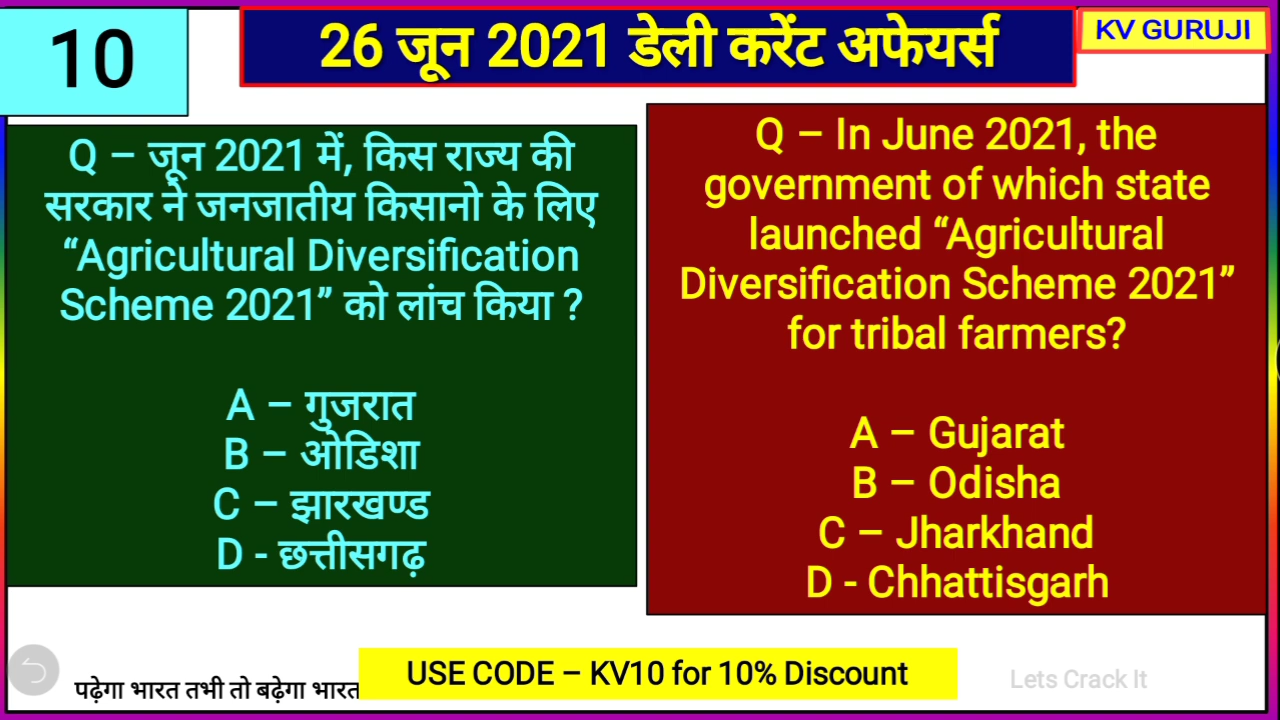 10
26 जून 2021 डेली करेंट अफेयर्स
KV GURUJI
Q – जून 2021 में, किस राज्य की
सरकार ने जनजातीय किसानो के लिए
“Agricultural Diversification
Scheme 2021” को लांच किया ?
A – गुजरात
B – ओडिशा
C – झारखण्ड
D - छत्तीसगढ़
Q – In June 2021, the
government of which state
launched “Agricultural
Diversification Scheme 2021”
for tribal farmers?
A – Gujarat
B – Odisha
C – Jharkhand
D - Chhattisgarh
पढ़ेगा भारत तभी तो बढ़ेगा भारत
USE CODE – KV10 for 10% Discount
Lets Crack It